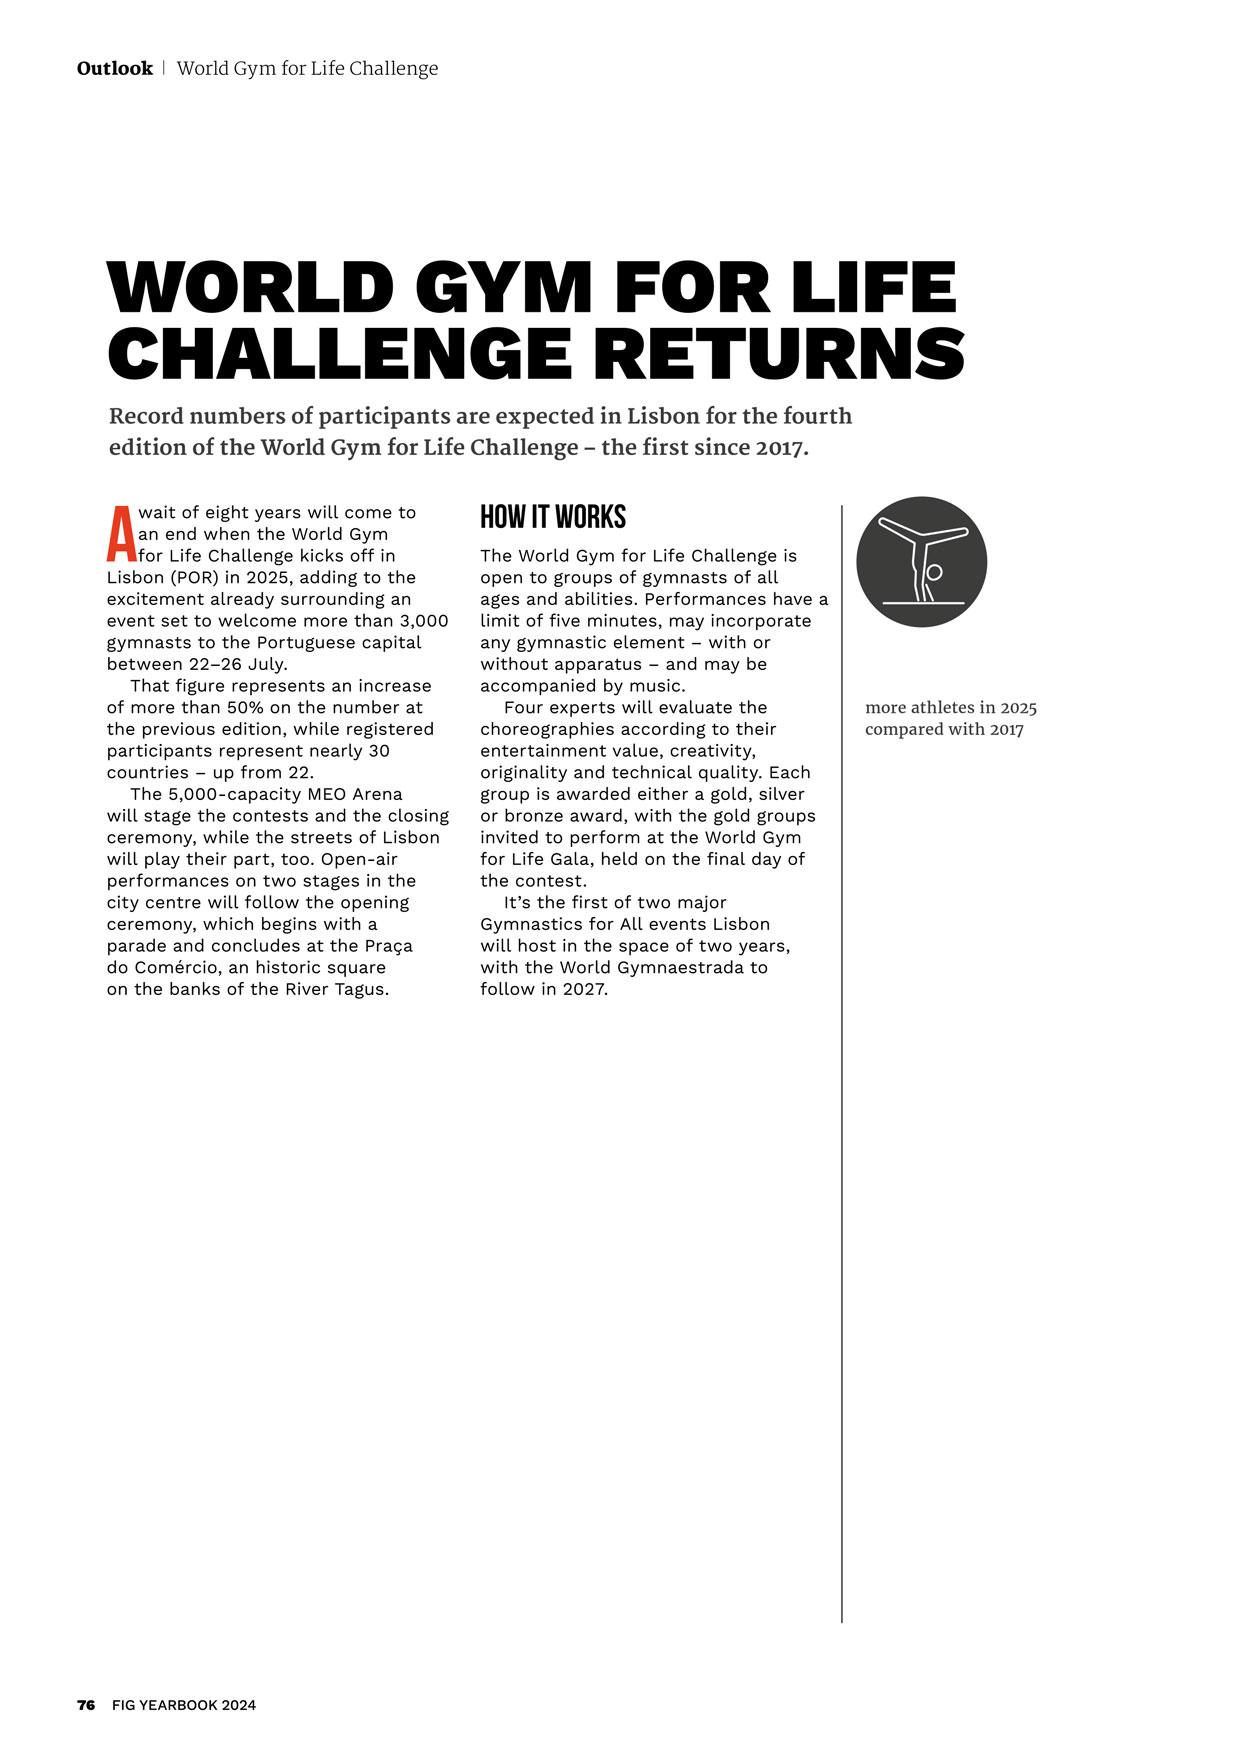 Outlook | World Gym for Life Challenge
WORLD GYM FOR LIFE
CHALLENGE RETURNS
Record numbers of participants are expected in Lisbon for the fourth
edition of the World Gym for Life Challenge – the first since 2017.
A wait of eight years will come to
an end when the World Gym
for Life Challenge kicks off in
Lisbon (POR) in 2025, adding to the
excitement already surrounding an
event set to welcome more than 3,000
gymnasts to the Portuguese capital
between 22–26 July.
That figure represents an increase
of more than 50% on the number at
the previous edition, while registered
participants represent nearly 30
countries – up from 22.
The 5,000-capacity MEO Arena
will stage the contests and the closing
ceremony, while the streets of Lisbon
will play their part, too. Open-air
performances on two stages in the
city centre will follow the opening
ceremony, which begins with a
parade and concludes at the Praça
do Comércio, an historic square
on the banks of the River Tagus.
HOW IT WORKS
The World Gym for Life Challenge is
open to groups of gymnasts of all
ages and abilities. Performances have a
limit of five minutes, may incorporate
any gymnastic element – with or
without apparatus – and may be
accompanied by music.
Four experts will evaluate the
choreographies according to their
entertainment value, creativity,
originality and technical quality. Each
group is awarded either a gold, silver
or bronze award, with the gold groups
invited to perform at the World Gym
for Life Gala, held on the final day of
the contest.
It’s the first of two major
Gymnastics for All events Lisbon
will host in the space of two years,
with the World Gymnaestrada to
follow in 2027.
more athletes in 2025
compared with 2017
76 FIG YEARBOOK 2024